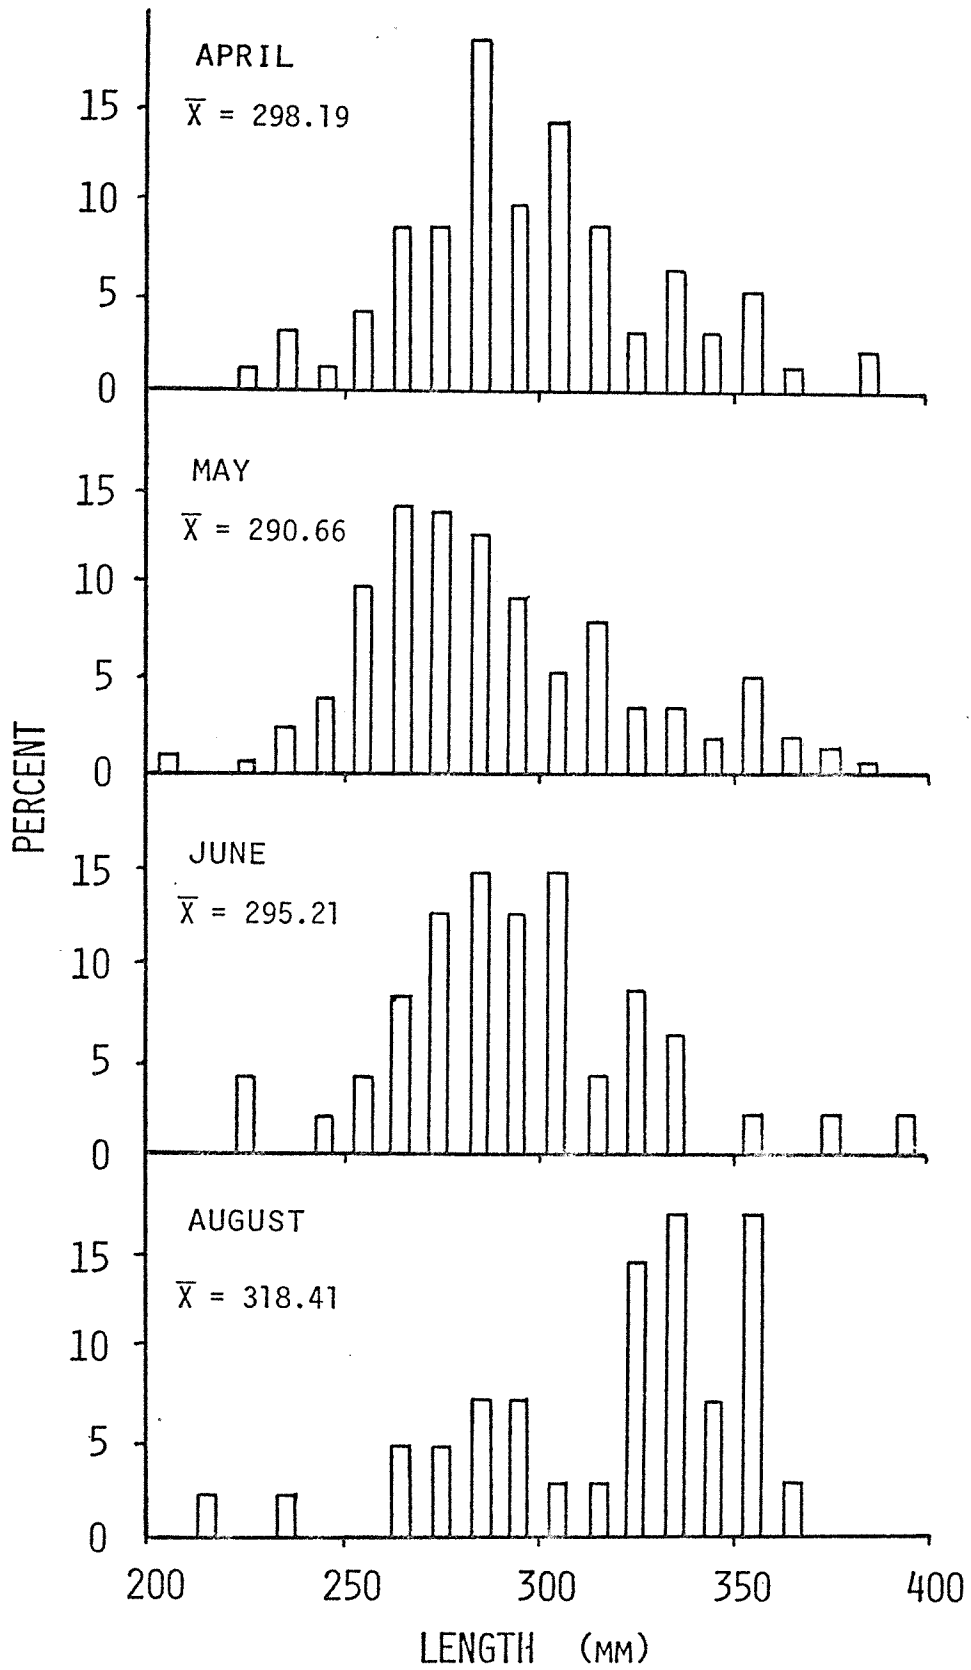 APRIL
X̅ = 298.19
15
10
5
0
MAY
X̅ = 290.66
15
10
5
0
PERCENT
JUNE
X̅ = 295.21
15
10
5
0
AUGUST
X̅ = 318.41
15
10
5
0
200 250 300 350 400
LENGTH (MM)